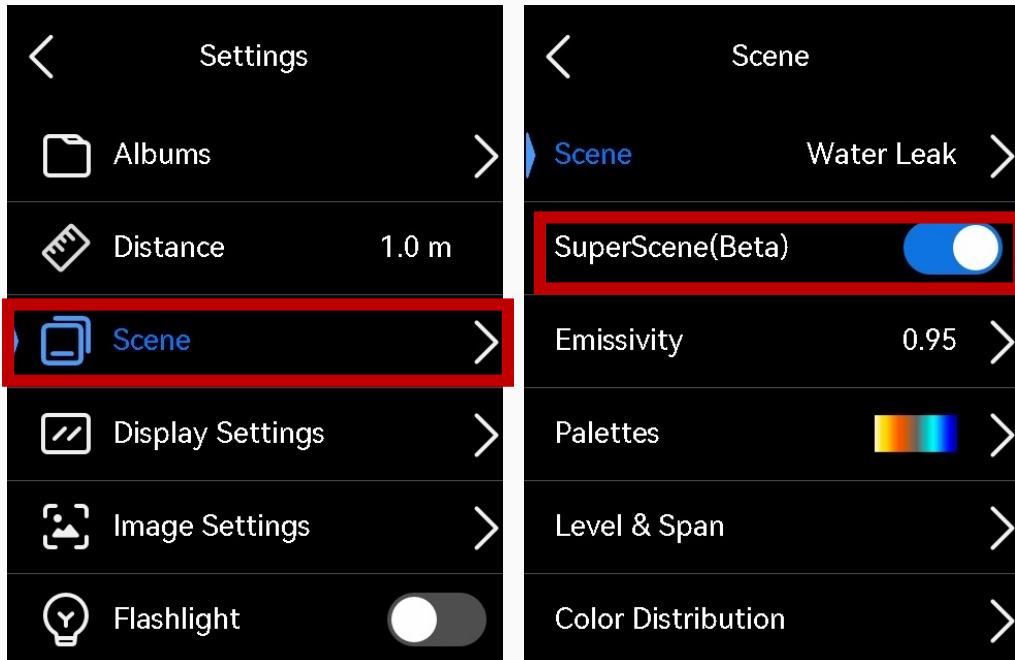 Settings
Albums
Distance 1.0 m
Scene
Display Settings
Image Settings
Flashlight
Scene
Scene Water Leak
SuperScene(Beta)
Emissivity 0.95
Palettes
Level & Span
Color Distribution